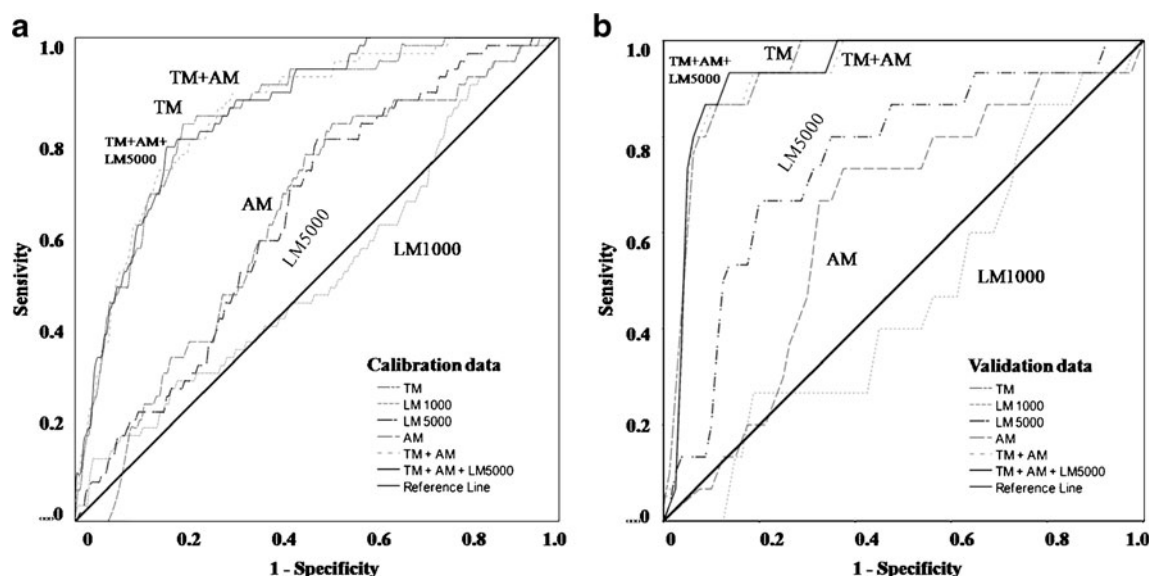 a
1.0
0.8
0.6
0.4
0.2
.0
Sensivity
TM+AM
TM
TM+AM+
LM5000
AM
LM5000
LM1000
Calibration data
TM
LM1000
LM5000
AM
TM + AM
TM + AM + LM5000
Reference Line
0 0.2 0.4 0.6 0.8 1.0
1 - Specificity
b
1.0
0.8
0.6
0.4
0.2
.0
Sensivity
TM+AM+
LM5000
TM
TM+AM
LM5000
AM
LM1000
Validation data
TM
LM 1000
LM 5000
AM
TM + AM
TM + AM + LM5000
Reference Line
0 0.2 0.4 0.6 0.8 1.0
1 - Specificity